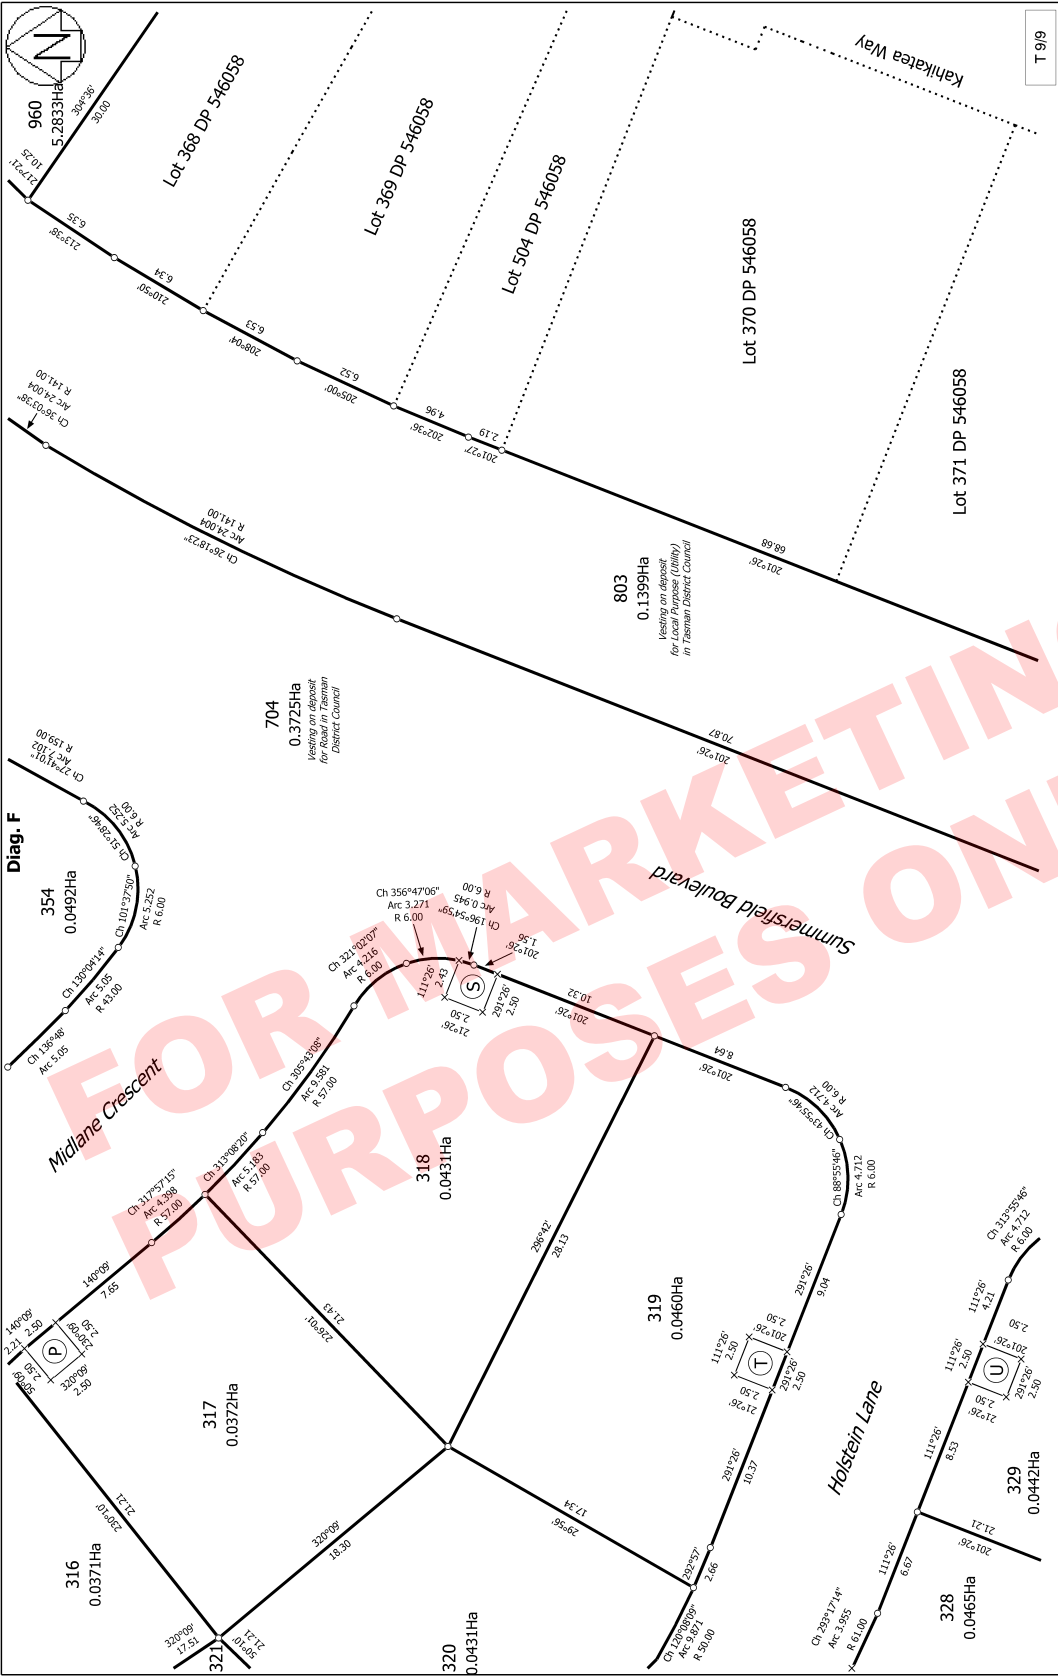 Diag. F
N
T 9/9
960
5.2833Ha
217°21'
10.25
304°36'
30.00
213°38'
6.35
210°50'
6.34
208°04'
6.53
205°00'
6.52
202°36'
4.96
201°27'
2.19
201°26'
68.68
Lot 368 DP 546058
Lot 369 DP 546058
Lot 504 DP 546058
Lot 370 DP 546058
Lot 371 DP 546058
Kahikatea Way
Ch 36°03'38"
Arc 24.004
R 141.00
Ch 26°18'23"
Arc 24.004
R 141.00
803
0.1399Ha
Vesting on deposit
for Local Purpose (Utility)
in Tasman District Council
704
0.3725Ha
Vesting on deposit
for Road in Tasman
District Council
201°26'
70.87
Summersfield Boulevard
354
0.0492Ha
Ch 27°41'01"
Arc 7.102
R 159.00
Ch 51°28'46"
Arc 5.252
R 6.00
Ch 101°37'50"
Arc 5.252
R 6.00
Ch 130°04'14"
Arc 5.05
R 43.00
Ch 136°48'
Arc 5.05
Midlane Crescent
Ch 356°47'06"
Arc 3.271
R 6.00
Ch 196°54'59"
Arc 0.945
R 6.00
Ch 321°02'07"
Arc 4.216
R 6.00
201°26'
1.56
111°26'
2.43
S
21°26'
2.50
291°26'
2.50
201°26'
10.32
Ch 305°43'08"
Arc 9.581
R 57.00
Ch 313°08'20"
Arc 5.183
R 57.00
Ch 317°57'15"
Arc 4.398
R 57.00
140°09'
7.65
140°09'
2.21 2.50
P
230°09'
2.50
320°09'
2.50
50°09'
2.50
318
0.0431Ha
226°01'
21.43
296°42'
28.13
201°26'
8.64
Ch 43°55'46"
Arc 4.712
R 6.00
Ch 88°55'46"
Arc 4.712
R 6.00
319
0.0460Ha
291°26'
9.04
111°26'
2.50
201°26'
2.50
T
21°26'
2.50
291°26'
2.50
291°26'
10.37
292°57'
2.66
Ch 120°08'09"
Arc 9.871
R 50.00
29°56'
17.34
317
0.0372Ha
230°10'
21.21
320°09'
18.30
316
0.0371Ha
320°09'
17.51
321
50°10'
21.21
320
0.0431Ha
Holstein Lane
Ch 313°55'46"
Arc 4.712
R 6.00
111°26'
4.21
111°26'
2.50
201°26'
2.50
U
21°26'
2.50
291°26'
2.50
111°26'
8.53
329
0.0442Ha
201°26'
21.21
111°26'
6.67
Ch 293°17'14"
Arc 3.955
R 61.00
328
0.0465Ha
FOR MARKETING
PURPOSES ON